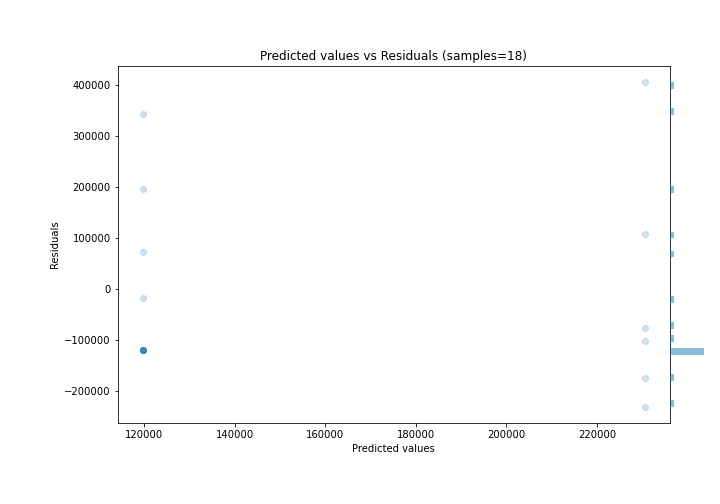 Predicted values vs Residuals (samples=18)
400000
300000
200000
100000
0
−100000
−200000
Residuals
120000 140000 160000 180000 200000 220000
Predicted values